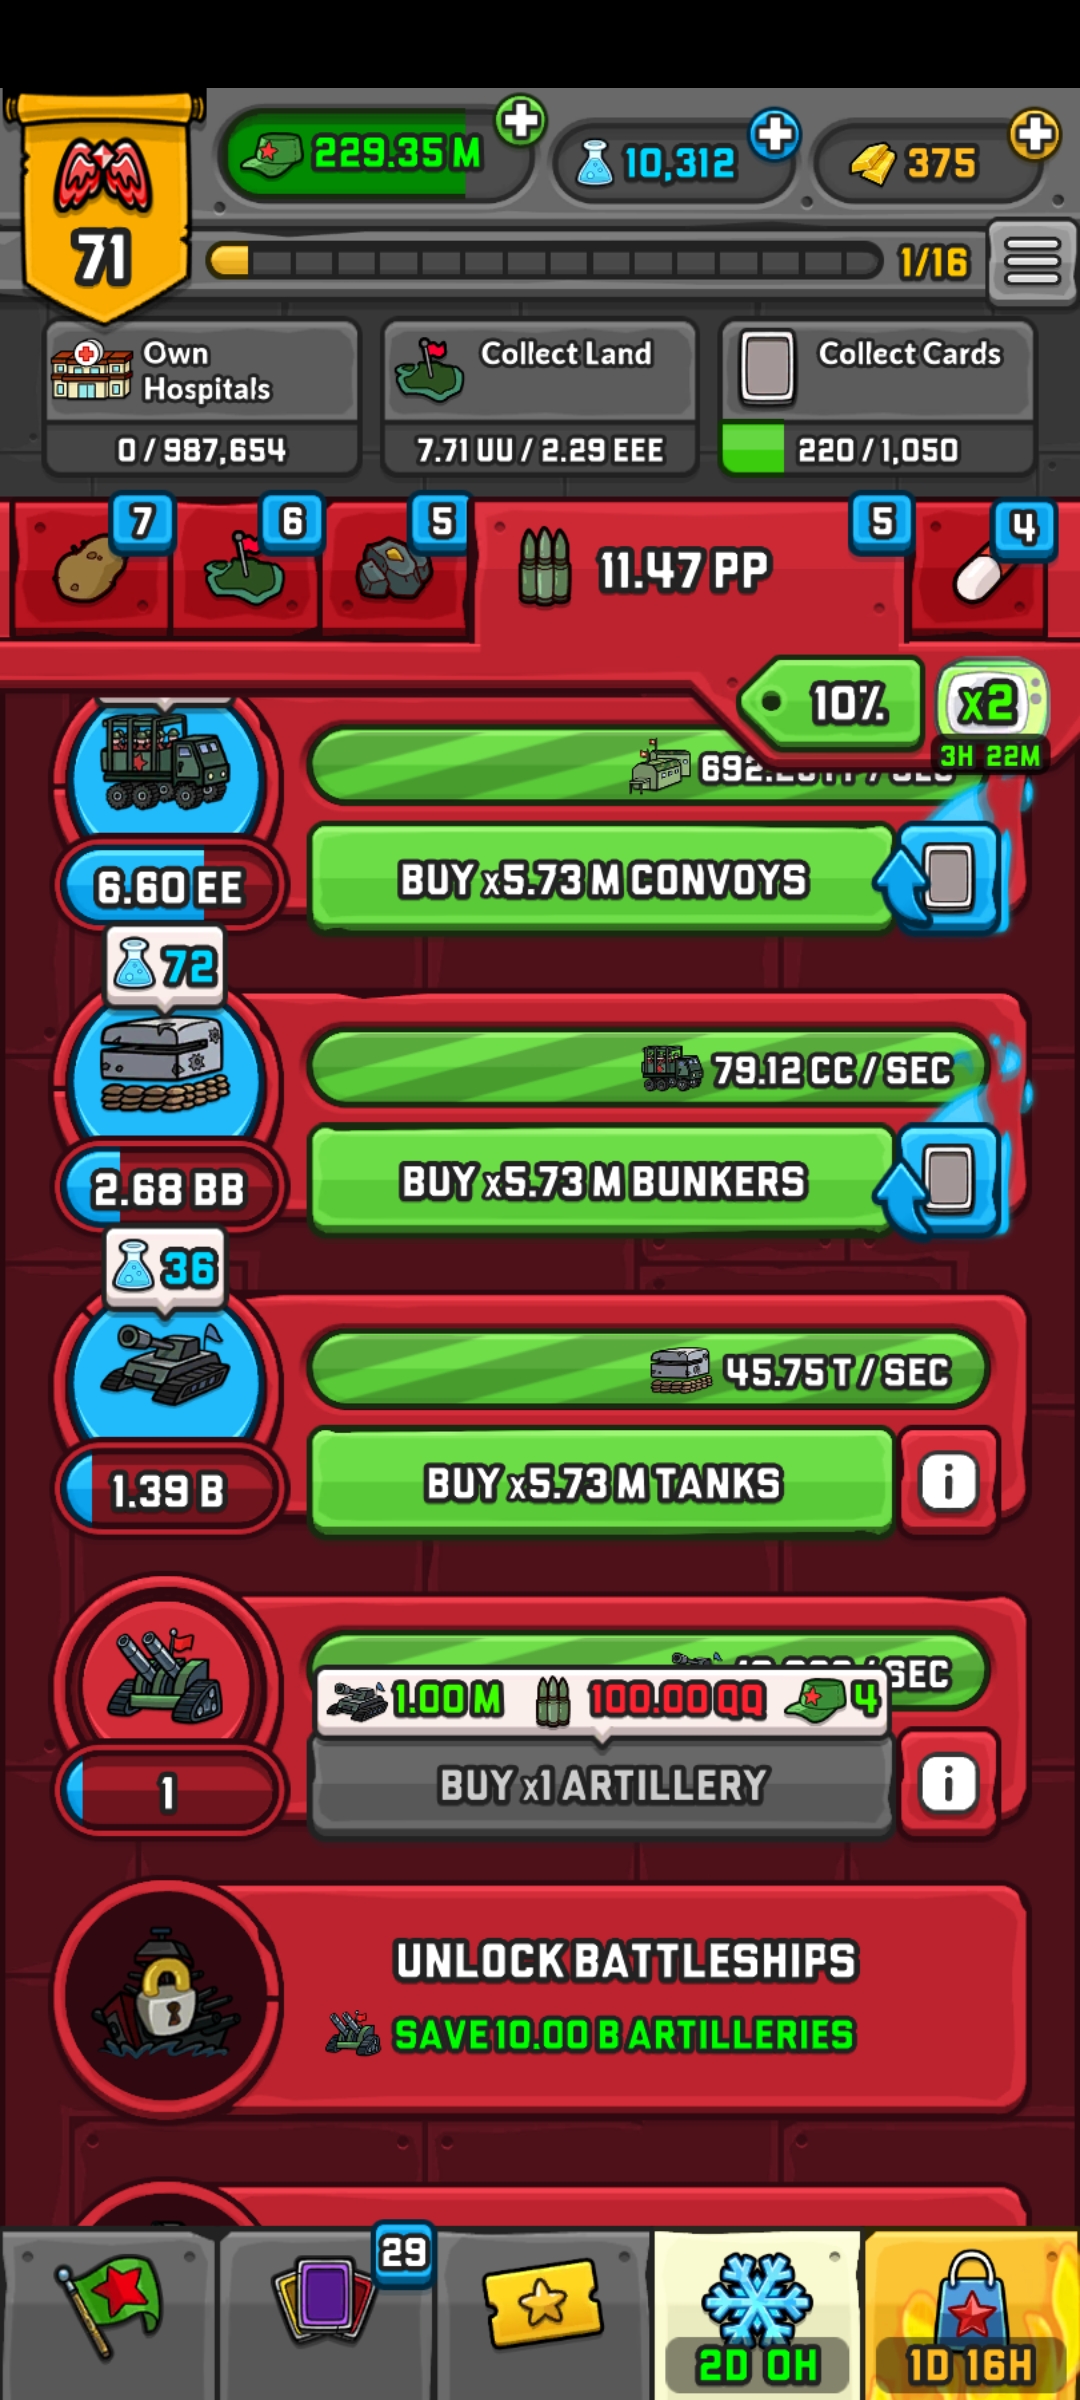 71
229.35 M
10,312
375
1/16
Own
Hospitals
0 / 987,654
Collect Land
7.71 UU / 2.29 EEE
Collect Cards
220 / 1,050
7
6
5
11.47 PP
5
4
10%
x2
3H 22M
/ SEC
BUY x5.73 M CONVOYS
6.60 EE
72
79.12 CC / SEC
BUY x5.73 M BUNKERS
2.68 BB
36
45.75 T / SEC
BUY x5.73 M TANKS
i
1.39 B
/ SEC
1.00 M
100.00 QQ
4
BUY x1 ARTILLERY
i
1
UNLOCK BATTLESHIPS
SAVE 10.00 B ARTILLERIES
29
2D 0H
1D 16H